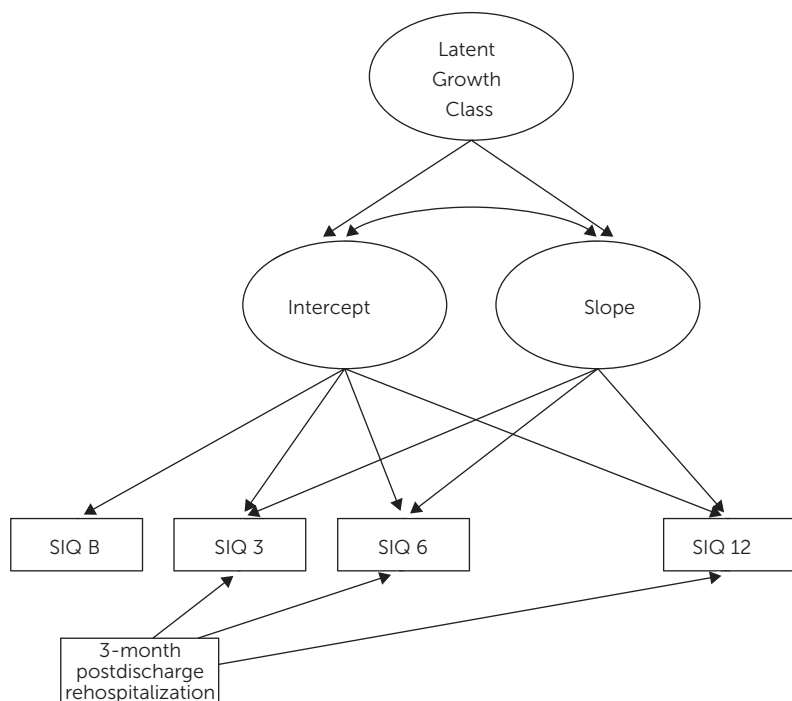 Latent
Growth
Class
Intercept
Slope
SIQ B
SIQ 3
SIQ 6
SIQ 12
3-month
postdischarge
rehospitalization